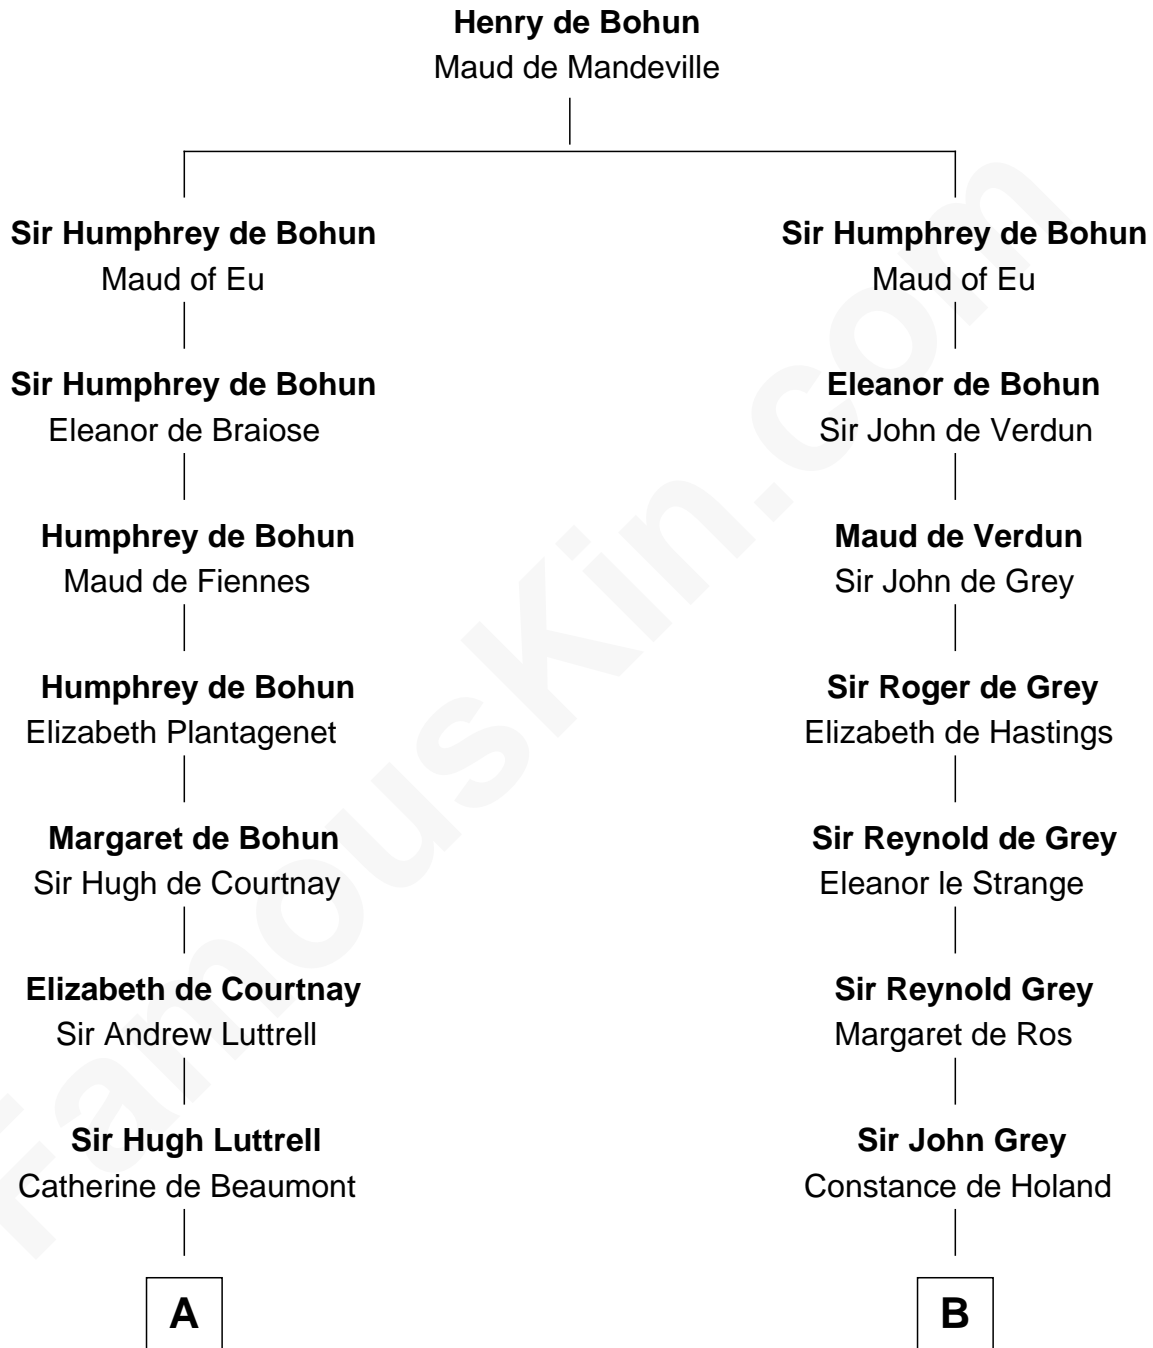 Henry de Bohun
Maud de Mandeville
Sir Humphrey de Bohun
Maud of Eu
Sir Humphrey de Bohun
Maud of Eu
Sir Humphrey de Bohun
Eleanor de Braiose
Eleanor de Bohun
Sir John de Verdun
Humphrey de Bohun
Maud de Fiennes
Maud de Verdun
Sir John de Grey
Humphrey de Bohun
Elizabeth Plantagenet
Sir Roger de Grey
Elizabeth de Hastings
Margaret de Bohun
Sir Hugh de Courtnay
Sir Reynold de Grey
Eleanor le Strange
Elizabeth de Courtnay
Sir Andrew Luttrell
Sir Reynold Grey
Margaret de Ros
Sir Hugh Luttrell
Catherine de Beaumont
Sir John Grey
Constance de Holand
A
B
FamousKin.com